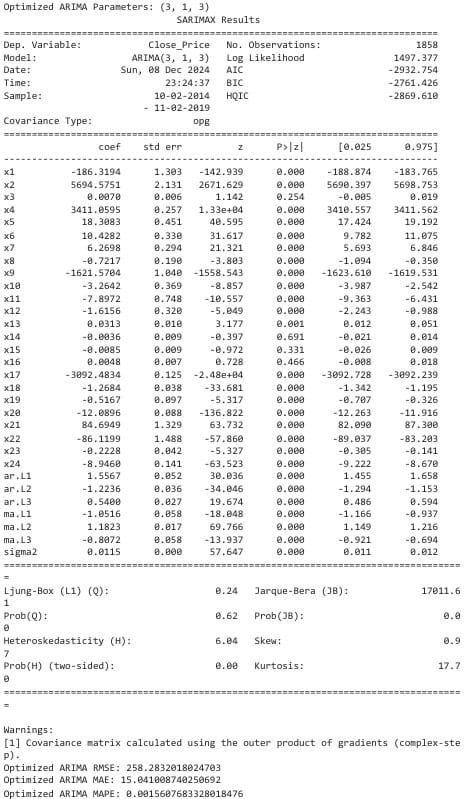 Optimized ARIMA Parameters: (3, 1, 3)
SARIMAX Results
==============================================================================
Dep. Variable: Close_Price No. Observations: 1858
Model: ARIMA(3, 1, 3) Log Likelihood 1497.377
Date: Sun, 08 Dec 2024 AIC -2932.754
Time: 23:24:37 BIC -2761.426
Sample: 10-02-2014 HQIC -2869.610
- 11-02-2019
Covariance Type: opg
==============================================================================
coef std err z P>|z| [0.025 0.975]
------------------------------------------------------------------------------
x1 -186.3194 1.303 -142.939 0.000 -188.874 -183.765
x2 5694.5751 2.131 2671.629 0.000 5690.397 5698.753
x3 0.0070 0.006 1.142 0.254 -0.005 0.019
x4 3411.0595 0.257 1.33e+04 0.000 3410.557 3411.562
x5 18.3083 0.451 40.595 0.000 17.424 19.192
x6 10.4282 0.330 31.617 0.000 9.782 11.075
x7 6.2698 0.294 21.321 0.000 5.693 6.846
x8 -0.7217 0.190 -3.803 0.000 -1.094 -0.350
x9 -1621.5704 1.040 -1558.543 0.000 -1623.610 -1619.531
x10 -3.2642 0.369 -8.857 0.000 -3.987 -2.542
x11 -7.8972 0.748 -10.557 0.000 -9.363 -6.431
x12 -1.6156 0.320 -5.049 0.000 -2.243 -0.988
x13 0.0313 0.010 3.177 0.001 0.012 0.051
x14 -0.0036 0.009 -0.397 0.691 -0.021 0.014
x15 -0.0085 0.009 -0.972 0.331 -0.026 0.009
x16 0.0048 0.007 0.728 0.466 -0.008 0.018
x17 -3092.4834 0.125 -2.48e+04 0.000 -3092.728 -3092.239
x18 -1.2684 0.038 -33.681 0.000 -1.342 -1.195
x19 -0.5167 0.097 -5.317 0.000 -0.707 -0.326
x20 -12.0896 0.088 -136.822 0.000 -12.263 -11.916
x21 84.6949 1.329 63.732 0.000 82.090 87.300
x22 -86.1199 1.488 -57.860 0.000 -89.037 -83.203
x23 -0.2228 0.042 -5.327 0.000 -0.305 -0.141
x24 -8.9460 0.141 -63.523 0.000 -9.222 -8.670
ar.L1 1.5567 0.052 30.036 0.000 1.455 1.658
ar.L2 -1.2236 0.036 -34.046 0.000 -1.294 -1.153
ar.L3 0.5400 0.027 19.674 0.000 0.486 0.594
ma.L1 -1.0516 0.058 -18.048 0.000 -1.166 -0.937
ma.L2 1.1823 0.017 69.766 0.000 1.149 1.216
ma.L3 -0.8072 0.058 -13.937 0.000 -0.921 -0.694
sigma2 0.0115 0.000 57.647 0.000 0.011 0.012
==============================================================================
=
Ljung-Box (L1) (Q): 0.24 Jarque-Bera (JB): 17011.6
1
Prob(Q): 0.62 Prob(JB): 0.0
0
Heteroskedasticity (H): 6.04 Skew: 0.9
7
Prob(H) (two-sided): 0.00 Kurtosis: 17.7
0
==============================================================================
=
Warnings:
[1] Covariance matrix calculated using the outer product of gradients (complex-ste
p).
Optimized ARIMA RMSE: 258.2832018024703
Optimized ARIMA MAE: 15.041008740250692
Optimized ARIMA MAPE: 0.0015607683328018476